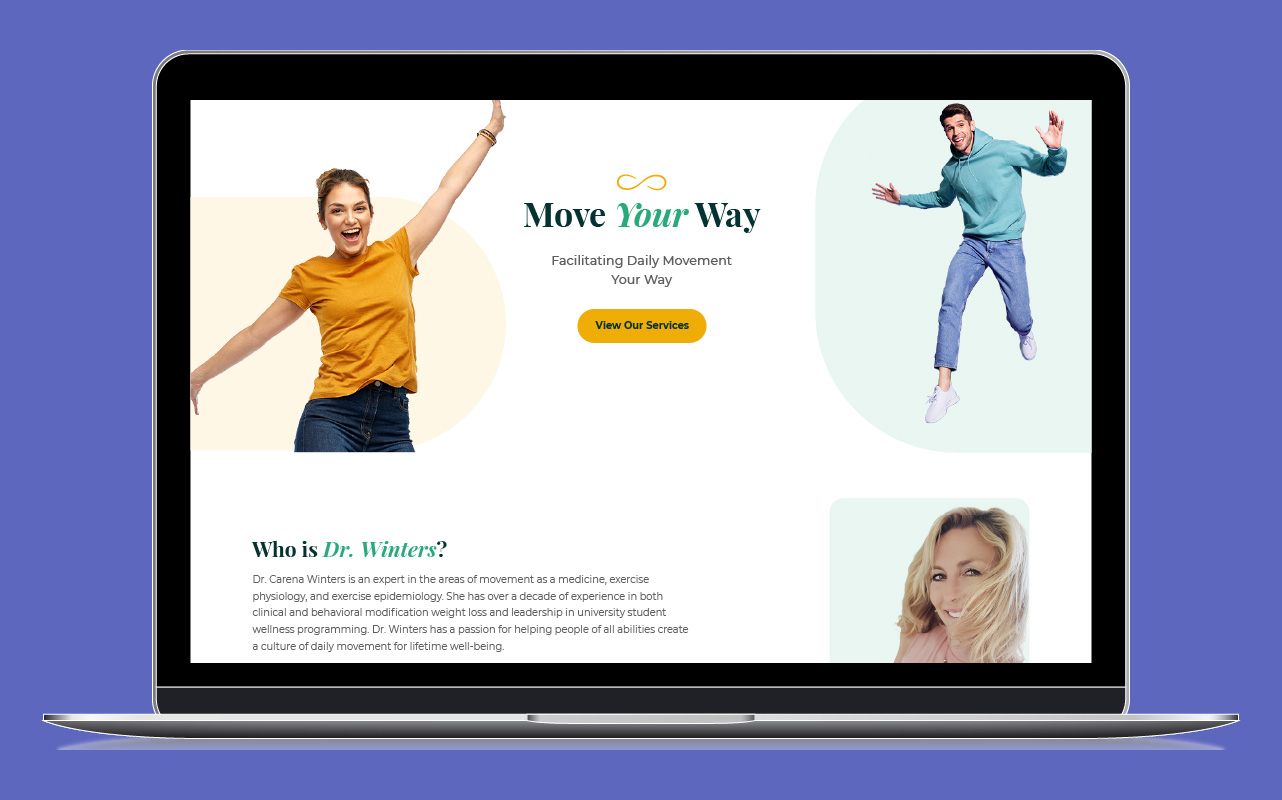 Move Your Way
Facilitating Daily Movement
Your Way
View Our Services
Who is Dr. Winters?
Dr. Carena Winters is an expert in the areas of movement as a medicine, exercise
physiology, and exercise epidemiology. She has over a decade of experience in both
clinical and behavioral modification weight loss and leadership in university student
wellness programming. Dr. Winters has a passion for helping people of all abilities create
a culture of daily movement for lifetime well-being.